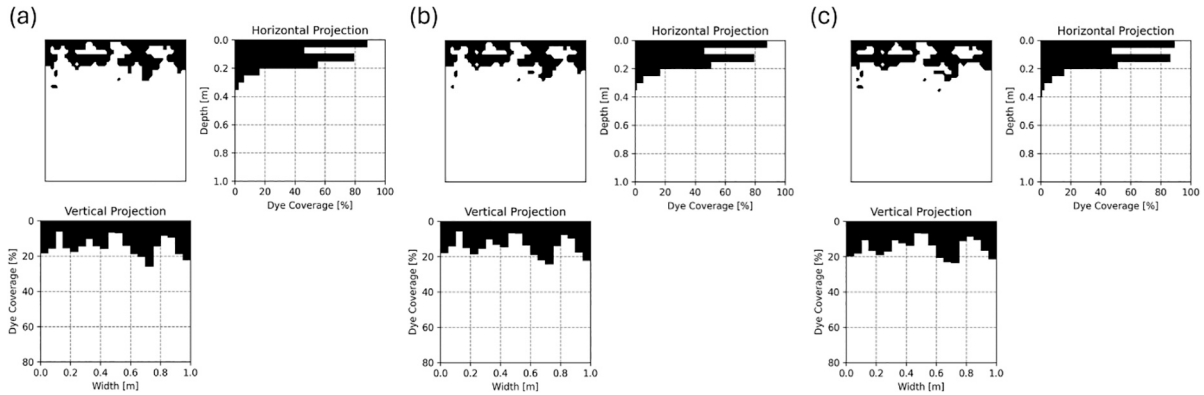 (a)
Horizontal Projection
0.0
0.2
0.4
0.6
0.8
1.0
Depth [m]
0 20 40 60 80 100
Dye Coverage [%]
Vertical Projection
0
20
40
60
80
Dye Coverage [%]
0.0 0.2 0.4 0.6 0.8 1.0
Width [m]
(b)
Horizontal Projection
0.0
0.2
0.4
0.6
0.8
1.0
Depth [m]
0 20 40 60 80 100
Dye Coverage [%]
Vertical Projection
0
20
40
60
80
Dye Coverage [%]
0.0 0.2 0.4 0.6 0.8 1.0
Width [m]
(c)
Horizontal Projection
0.0
0.2
0.4
0.6
0.8
1.0
Depth [m]
0 20 40 60 80 100
Dye Coverage [%]
Vertical Projection
0
20
40
60
80
Dye Coverage [%]
0.0 0.2 0.4 0.6 0.8 1.0
Width [m]